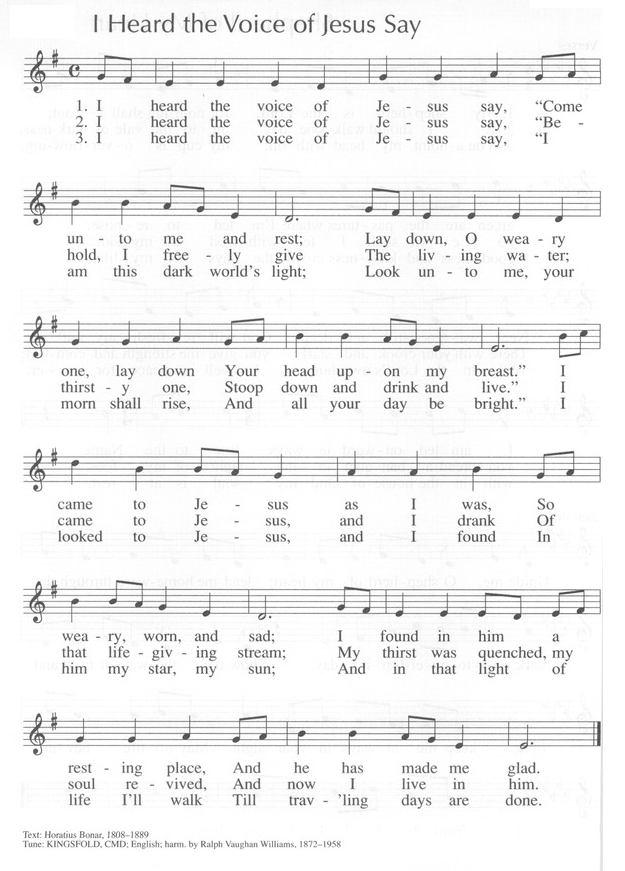 I Heard the Voice of Jesus Say
1. I heard the voice of Je - sus say, “Come
2. I heard the voice of Je - sus say, “Be -
3. I heard the voice of Je - sus say, “I
un - to me and rest; Lay down, O wea - ry
hold, I free - ly give The liv - ing wa - ter;
am this dark world's light; Look un - to me, your
one, lay down Your head up - on my breast.” I
thirst - y one, Stoop down and drink and live.” I
morn shall rise, And all your day be bright.” I
came to Je - sus as I was, So
came to Je - sus, and I drank Of
looked to Je - sus, and I found In
wea - ry, worn, and sad; I found in him a
that life - giv - ing stream; My thirst was quenched, my
him my star, my sun; And in that light of
rest - ing place, And he has made me glad.
soul re - vived, And now I live in him.
life I'll walk Till trav - 'ling days are done.
Text: Horatius Bonar, 1808–1889
Tune: KINGSFOLD, CMD; English; harm. by Ralph Vaughan Williams, 1872–1958